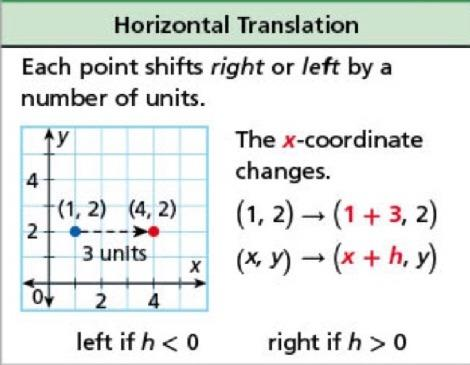 Horizontal Translation
Each point shifts right or left by a
number of units.
y
4
(1, 2) (4, 2)
2
3 units
x
0
2 4
The x-coordinate
changes.
(1, 2) → (1 + 3, 2)
(x, y) → (x + h, y)
left if h < 0 right if h > 0